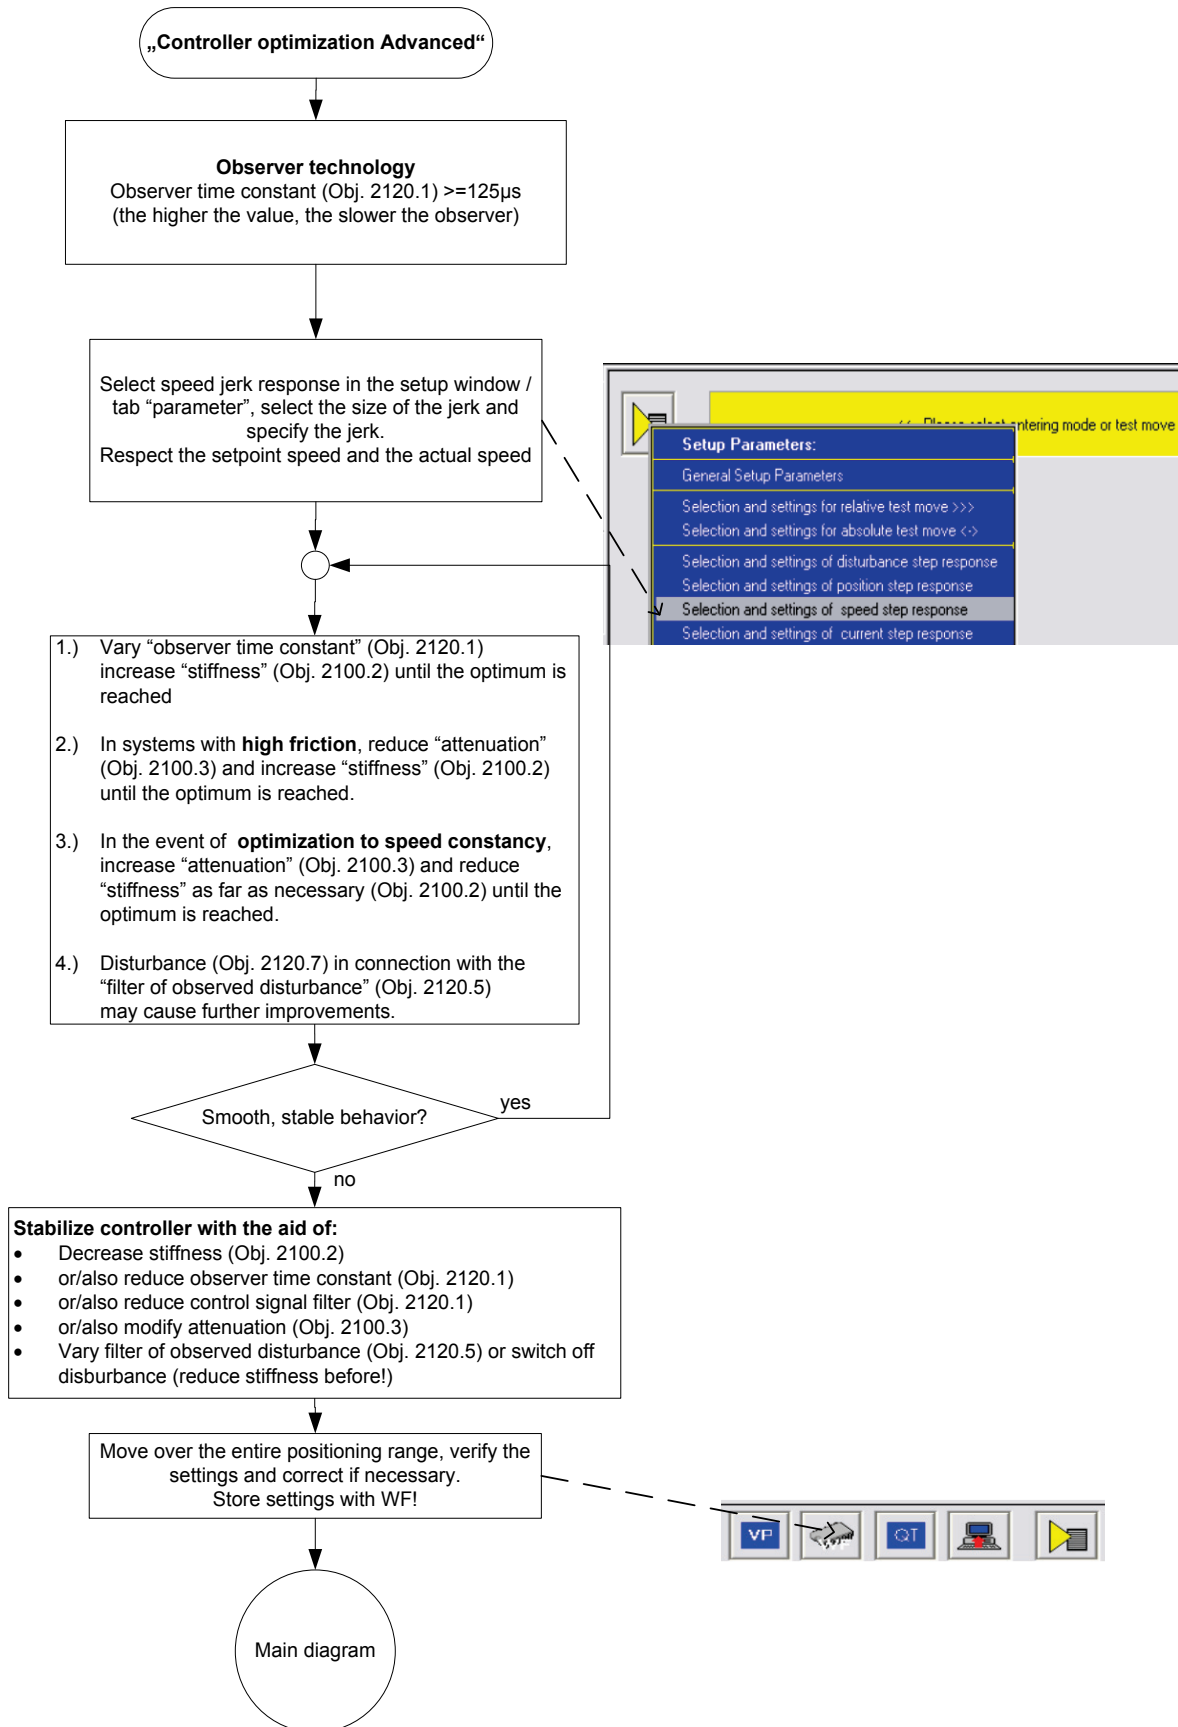 „Controller optimization Advanced“
Observer technology
Observer time constant (Obj. 2120.1) >=125µs
(the higher the value, the slower the observer)
Select speed jerk response in the setup window /
tab “parameter”, select the size of the jerk and
specify the jerk.
Respect the setpoint speed and the actual speed
<< Please select entering mode or test move
Setup Parameters:
General Setup Parameters
Selection and settings for relative test move >>>
Selection and settings for absolute test move <->
Selection and settings of disturbance step response
Selection and settings of position step response
Selection and settings of speed step response
Selection and settings of current step response
1.) Vary “observer time constant” (Obj. 2120.1)
increase “stiffness” (Obj. 2100.2) until the optimum is
reached
2.) In systems with high friction, reduce “attenuation”
(Obj. 2100.3) and increase “stiffness” (Obj. 2100.2)
until the optimum is reached.
3.) In the event of optimization to speed constancy,
increase “attenuation” (Obj. 2100.3) and reduce
“stiffness” as far as necessary (Obj. 2100.2) until the
optimum is reached.
4.) Disturbance (Obj. 2120.7) in connection with the
“filter of observed disturbance” (Obj. 2120.5)
may cause further improvements.
Smooth, stable behavior?
yes
no
Stabilize controller with the aid of:
• Decrease stiffness (Obj. 2100.2)
• or/also reduce observer time constant (Obj. 2120.1)
• or/also reduce control signal filter (Obj. 2120.1)
• or/also modify attenuation (Obj. 2100.3)
• Vary filter of observed disturbance (Obj. 2120.5) or switch off
disburbance (reduce stiffness before!)
Move over the entire positioning range, verify the
settings and correct if necessary.
Store settings with WF!
VP
QT
Main diagram